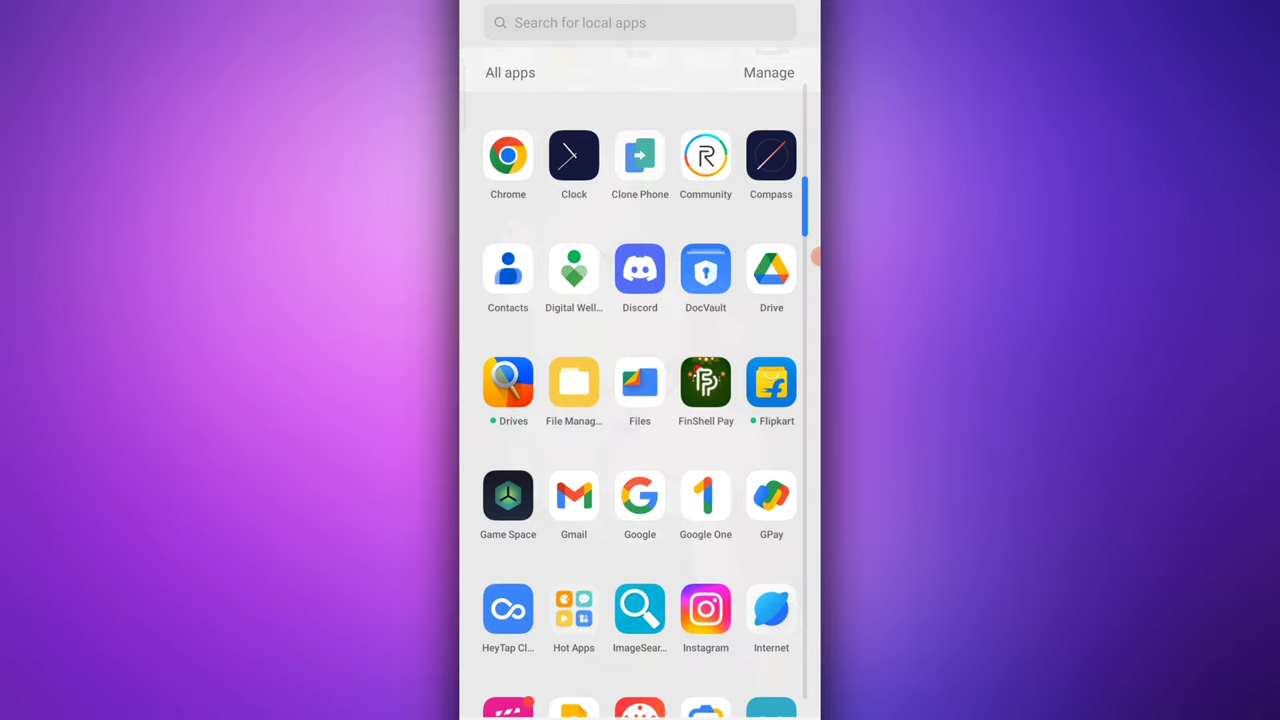 Search for local apps
All apps Manage
Chrome Clock Clone Phone Community Compass
Contacts Digital Well... Discord DocVault Drive
Drives File Manag... Files FinShell Pay Flipkart
Game Space Gmail Google Google One GPay
HeyTap Cl... Hot Apps ImageSear... Instagram Internet